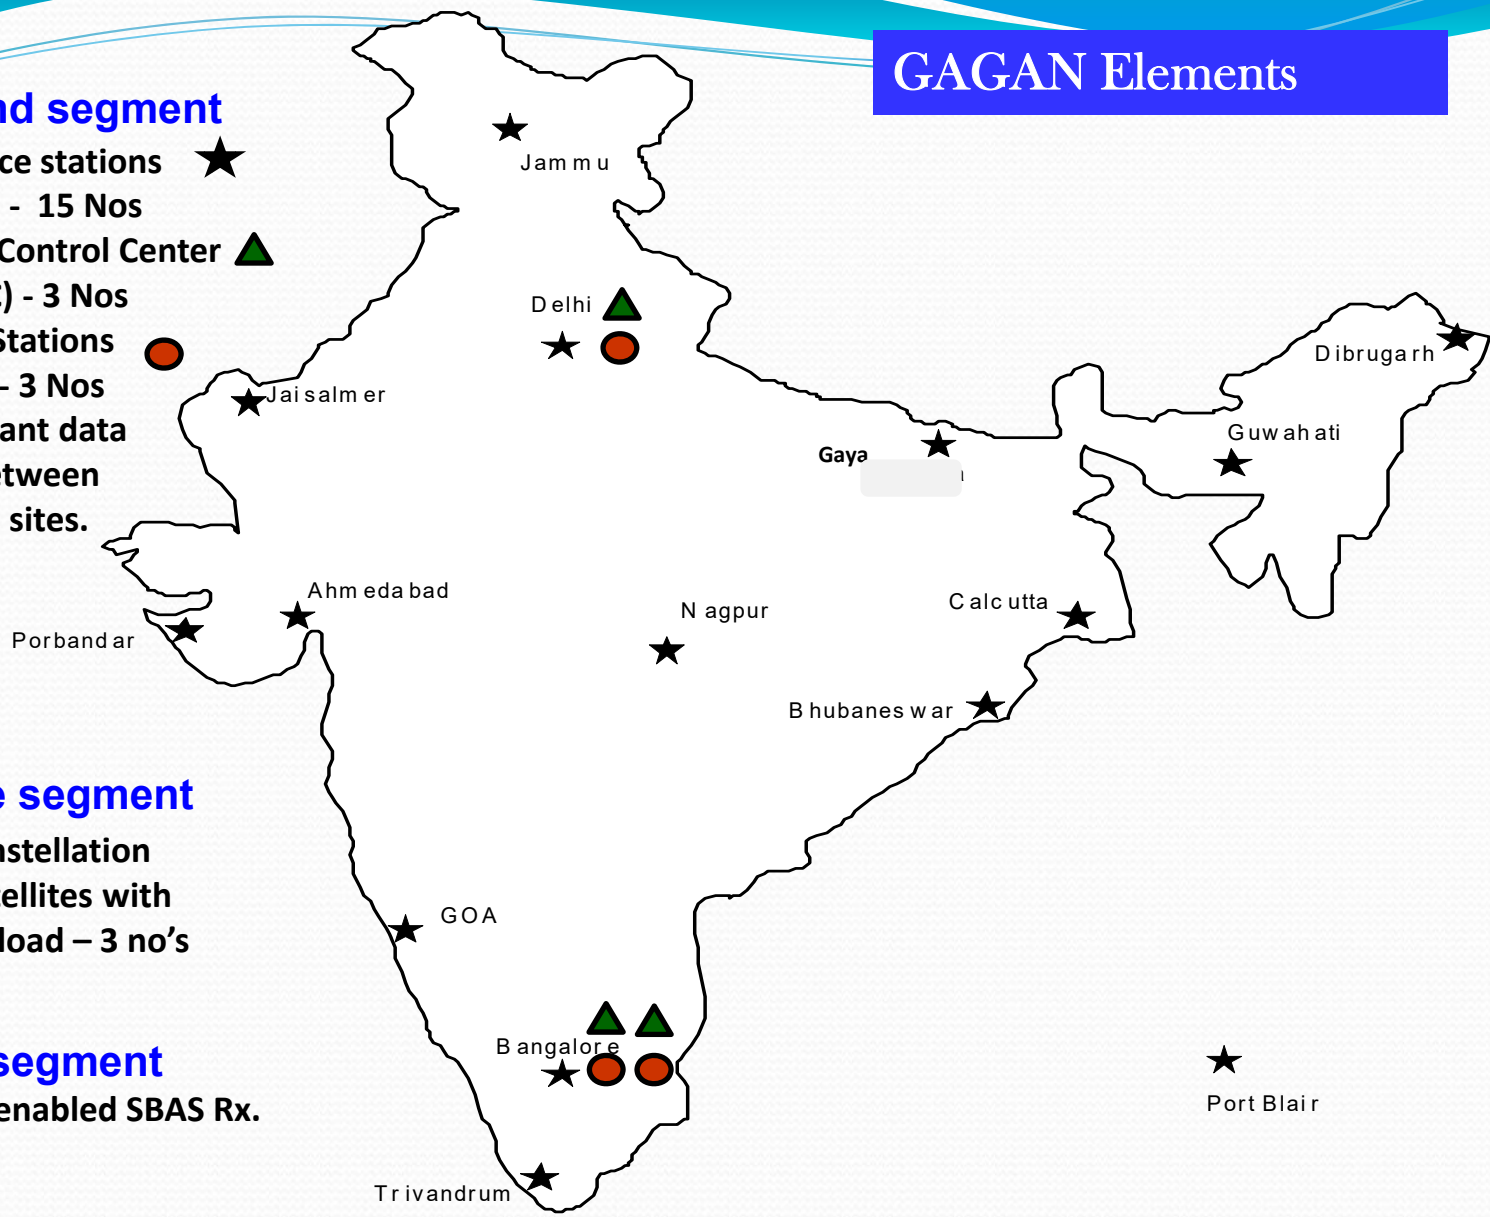 GAGAN Elements
nd segment
ce stations
- 15 Nos
Control Center
C) - 3 Nos
Stations
- 3 Nos
ant data
etween
sites.
e segment
nstellation
tellites with
load – 3 no's
segment
enabled SBAS Rx.
Jammu
Delhi
Jaisalmer
Dibrugarh
Guwahati
Gaya
Ahmedabad
Porbandar
Nagpur
Calcutta
Bhubaneswar
GOA
Bangalore
Port Blair
Trivandrum